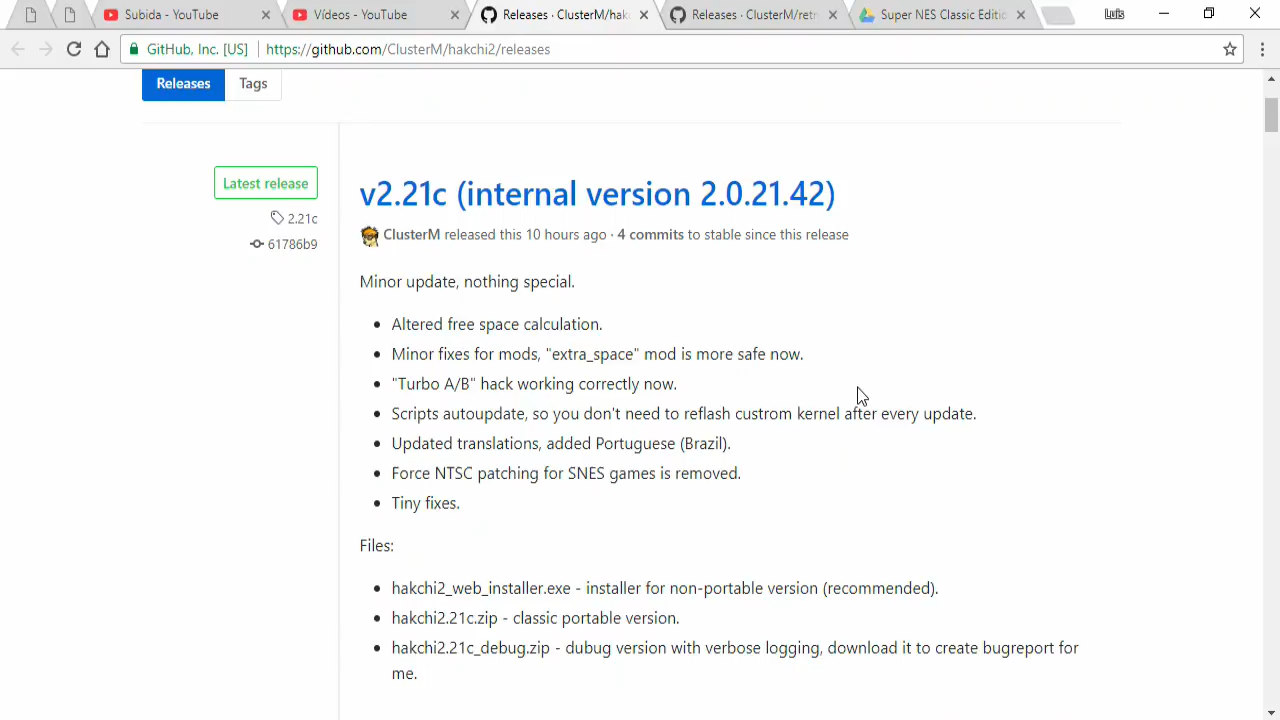 Subida - YouTube
Vídeos - YouTube
Releases · ClusterM/hak
Releases · ClusterM/retr
Super NES Classic Editio
Luís
GitHub, Inc. [US]
https://github.com/ClusterM/hakchi2/releases
Releases
Tags
Latest release
2.21c
61786b9
v2.21c (internal version 2.0.21.42)
ClusterM released this 10 hours ago · 4 commits to stable since this release
Minor update, nothing special.
Altered free space calculation.
Minor fixes for mods, "extra_space" mod is more safe now.
"Turbo A/B" hack working correctly now.
Scripts autoupdate, so you don't need to reflash custrom kernel after every update.
Updated translations, added Portuguese (Brazil).
Force NTSC patching for SNES games is removed.
Tiny fixes.
Files:
hakchi2_web_installer.exe - installer for non-portable version (recommended).
hakchi2.21c.zip - classic portable version.
hakchi2.21c_debug.zip - dubug version with verbose logging, download it to create bugreport for
me.